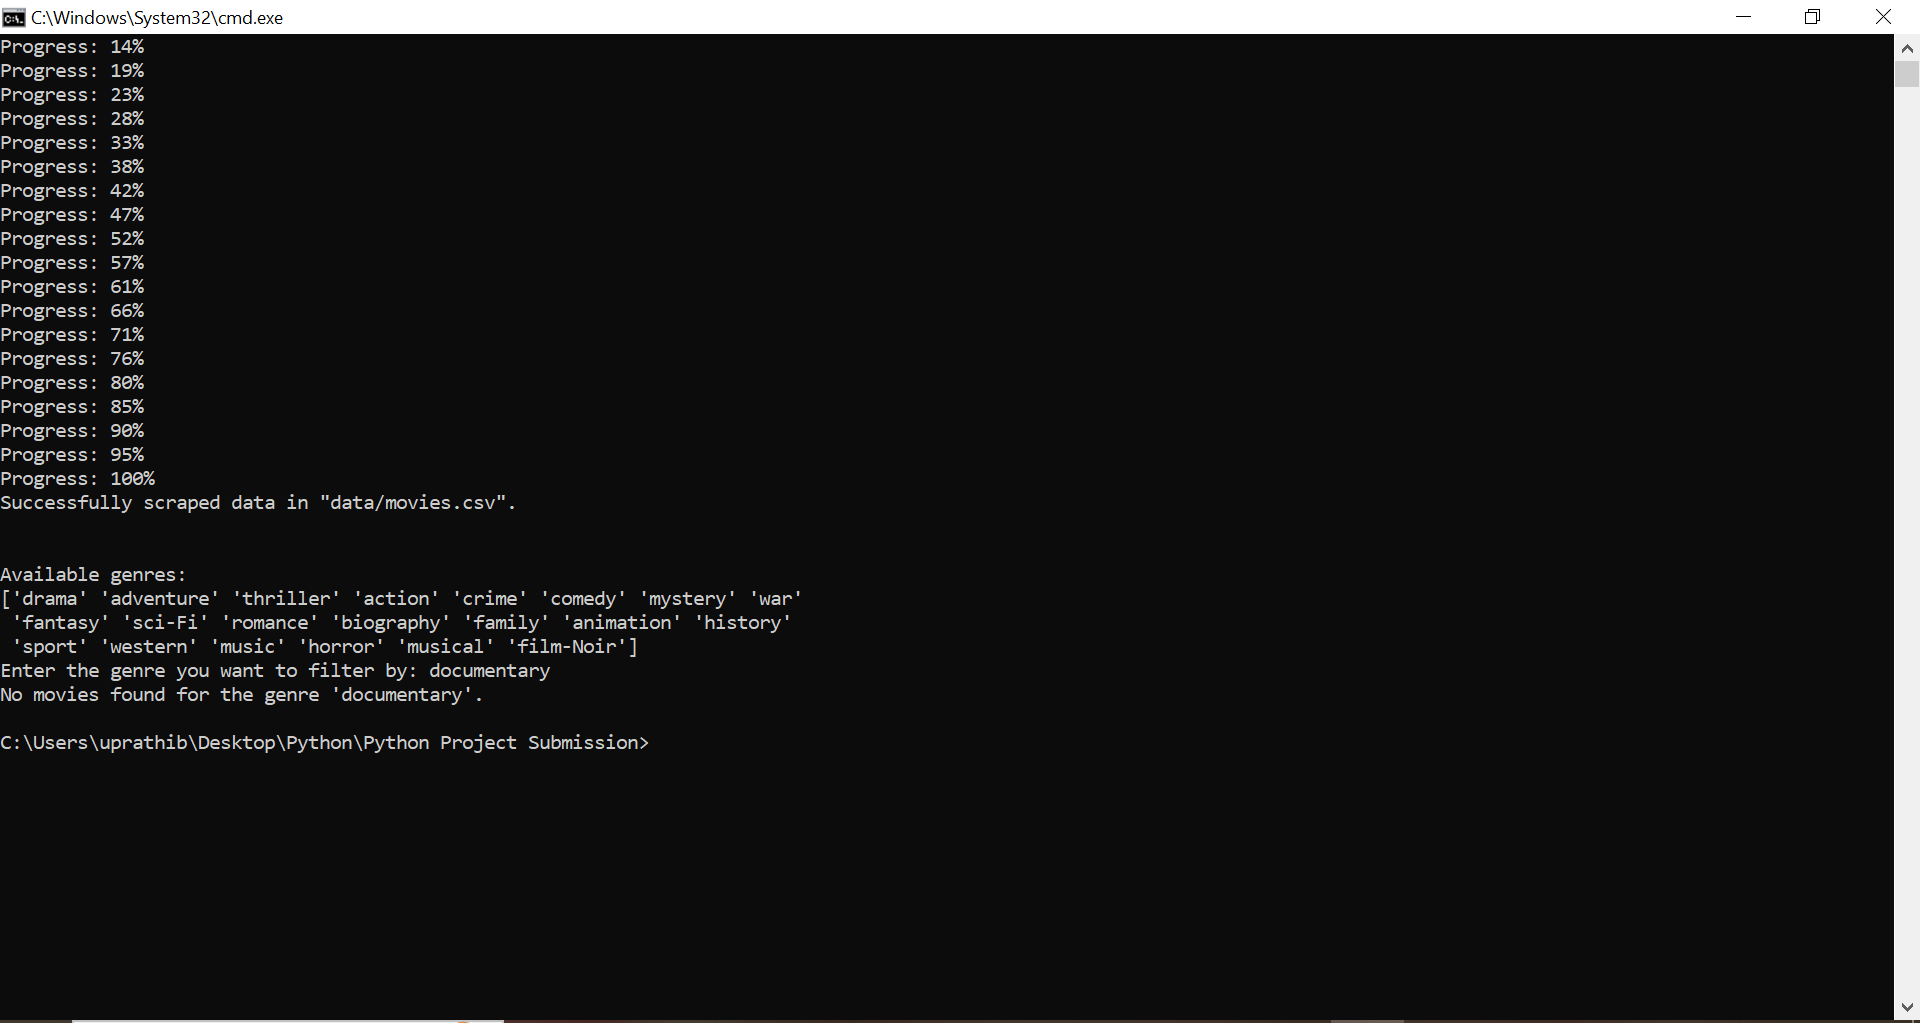 C:\Windows\System32\cmd.exe
Progress: 14%
Progress: 19%
Progress: 23%
Progress: 28%
Progress: 33%
Progress: 38%
Progress: 42%
Progress: 47%
Progress: 52%
Progress: 57%
Progress: 61%
Progress: 66%
Progress: 71%
Progress: 76%
Progress: 80%
Progress: 85%
Progress: 90%
Progress: 95%
Progress: 100%
Successfully scraped data in "data/movies.csv".
Available genres:
['drama' 'adventure' 'thriller' 'action' 'crime' 'comedy' 'mystery' 'war'
 'fantasy' 'sci-Fi' 'romance' 'biography' 'family' 'animation' 'history'
 'sport' 'western' 'music' 'horror' 'musical' 'film-Noir']
Enter the genre you want to filter by: documentary
No movies found for the genre 'documentary'.
C:\Users\uprathib\Desktop\Python\Python Project Submission>